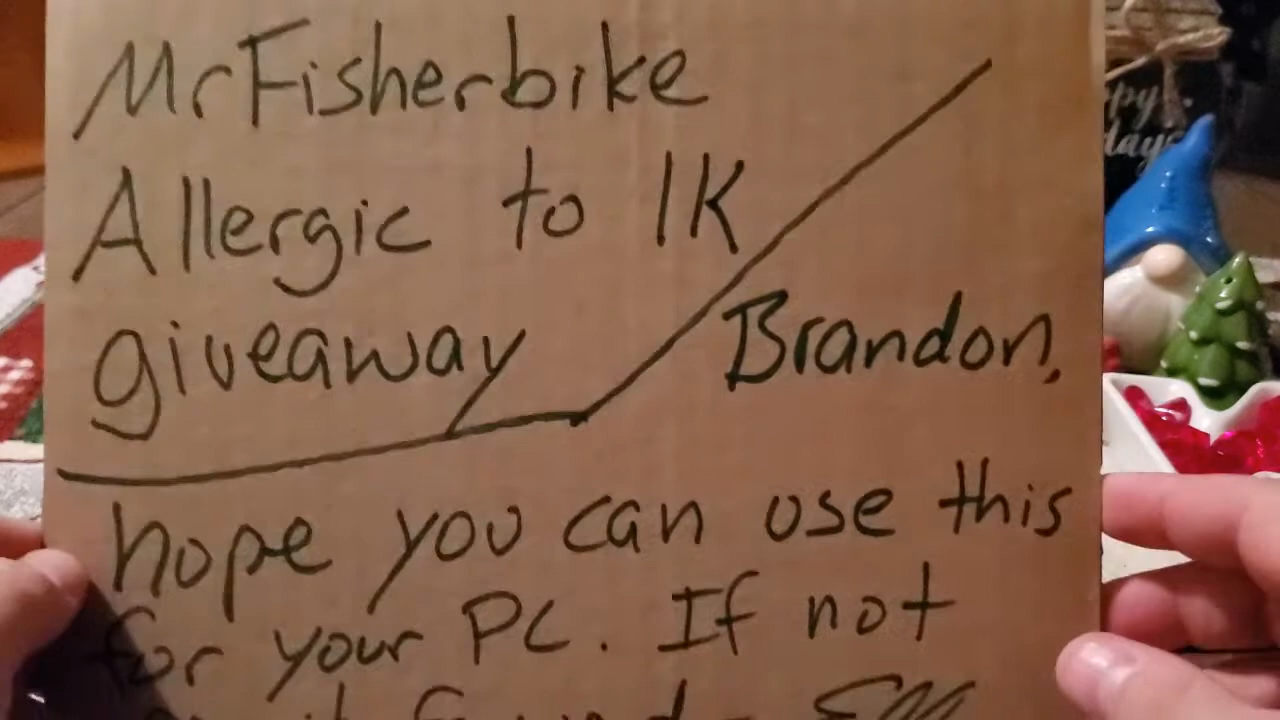 MrFisherbike
Allergic to 1K
giveaway
Brandon,
hope you can use this
for your PC. If not